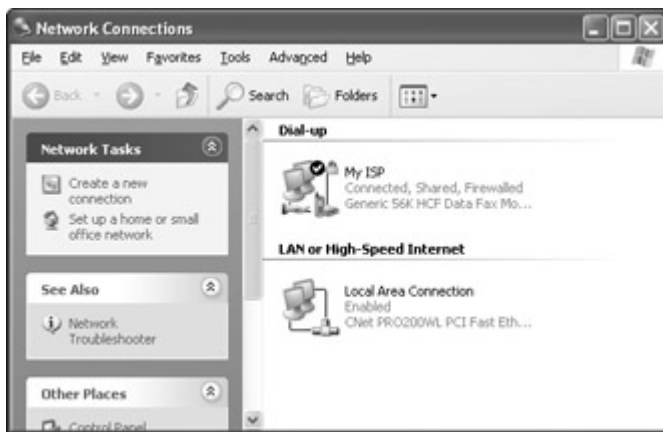 Network Connections
File Edit View Favorites Tools Advanced Help
Back Search Folders
Network Tasks
Create a new
connection
Set up a home or small
office network
See Also
Network
Troubleshooter
Other Places
Control Panel
Dial-up
My ISP
Connected, Shared, Firewalled
Generic 56K HCF Data Fax Mo...
LAN or High-Speed Internet
Local Area Connection
Enabled
CNet PRO200WL PCI Fast Eth...